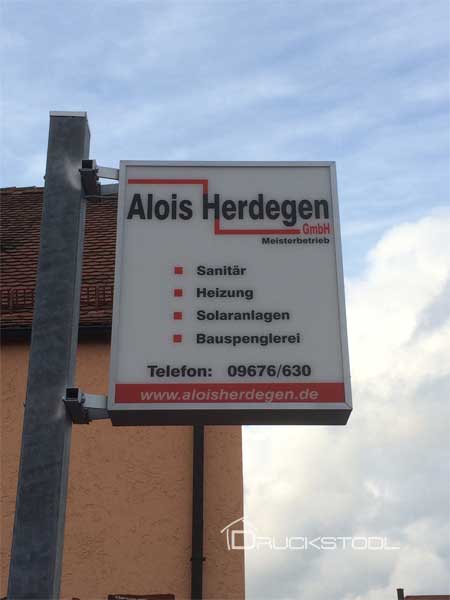 Alois Herdegen
GmbH
Meisterbetrieb
Sanitär
Heizung
Solaranlagen
Bauspenglerei
Telefon: 09676/630
www.aloisherdegen.de
DRUCKSTOOL